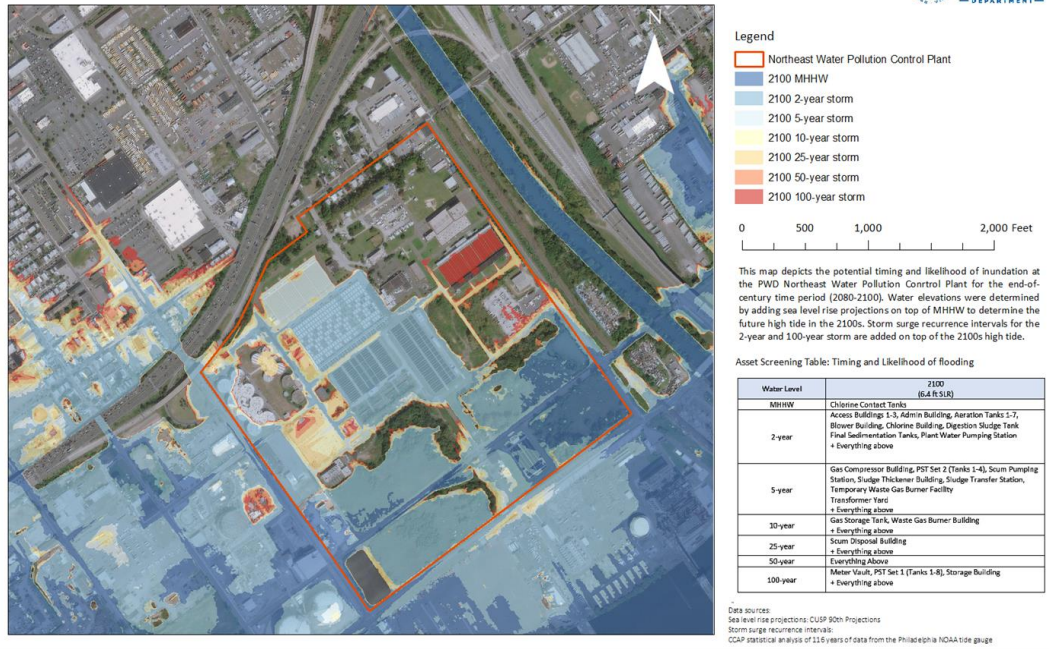 DEPARTMENT
N
Legend
Northeast Water Pollution Control Plant
2100 MHHW
2100 2-year storm
2100 5-year storm
2100 10-year storm
2100 25-year storm
2100 50-year storm
2100 100-year storm
0 500 1,000 2,000 Feet
This map depicts the potential timing and likelihood of inundation at
the PWD Northeast Water Pollution Conrtrol Plant for the end-of-
century time period (2080-2100). Water elevations were determined
by adding sea level rise projections on top of MHHW to determine the
future high tide in the 2100s. Storm surge recurrence intervals for the
2-year and 100-year storm are added on top of the 2100s high tide.
Asset Screening Table: Timing and Likelihood of flooding
Water Level
2100
(6.4 ft SLR)
MHHW
Chlorine Contact Tanks
2-year
Access Buildings 1-3, Admin Building, Aeration Tanks 1-7,
Blower Building, Chlorine Building, Digestion Sludge Tank
Final Sedimentation Tanks, Plant Water Pumping Station
+ Everything above
5-year
Gas Compressor Building, PST Set 2 (Tanks 1-4), Scum Pumping
Station, Sludge Thickener Building, Sludge Transfer Station,
Temporary Waste Gas Burner Facility
Transformer Yard
+ Everything above
10-year
Gas Storage Tank, Waste Gas Burner Building
+ Everything above
25-year
Scum Disposal Building
+ Everything above
50-year
Everything Above
100-year
Meter Vault, PST Set 1 (Tanks 1-8), Storage Building
+ Everything above
Data sources:
Sea level rise projections: CUSP 90th Projections
Storm surge recurrence intervals:
CCAP statistical analysis of 116 years of data from the Philadelphia NOAA tide gauge